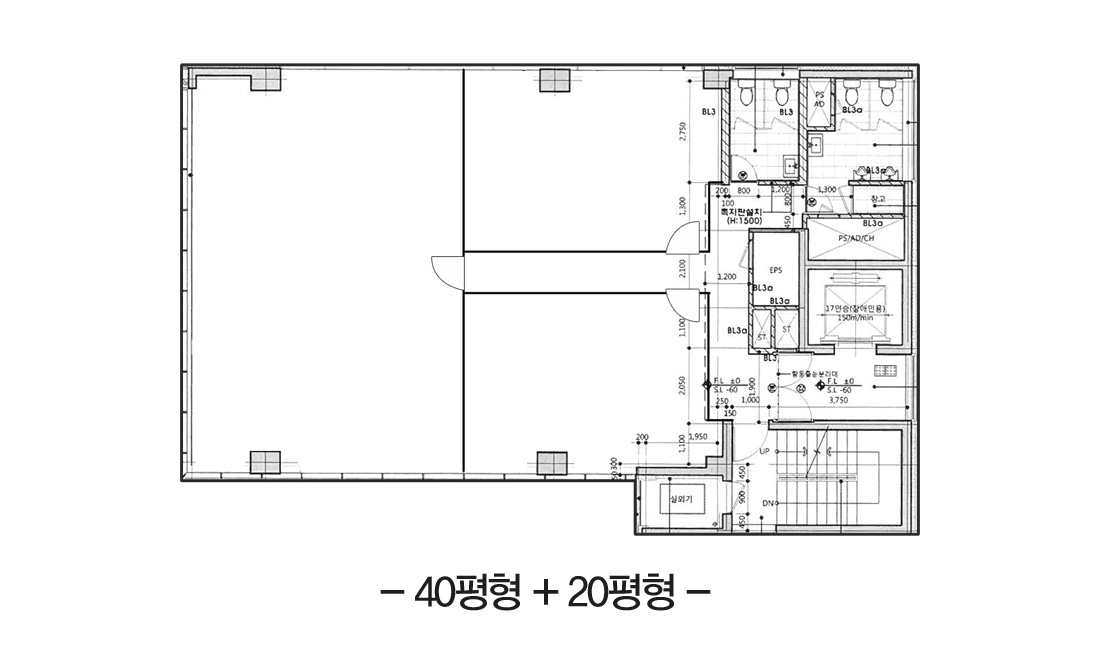 BL3
BL3
PS
AD
BL3a
2,750
BL3a
200
800
1,200
1,300
100
800
창고
촉지판설치
(H:1500)
450
1,300
BL3a
PS/AD/CH
2,100
1,200
EPS
BL3a
BL3a
17인승(장애인용)
150m/min
1,100
BL3a
ST
ST
BL3
방동줄눈분리대
F.L ±0
S.L -60
1,900
F.L ±0
S.L -60
2,050
250
1,000
3,750
150
200
1,950
1,100
UP
300
50
450
실외기
900
DN
450
- 40평형 + 20평형 -